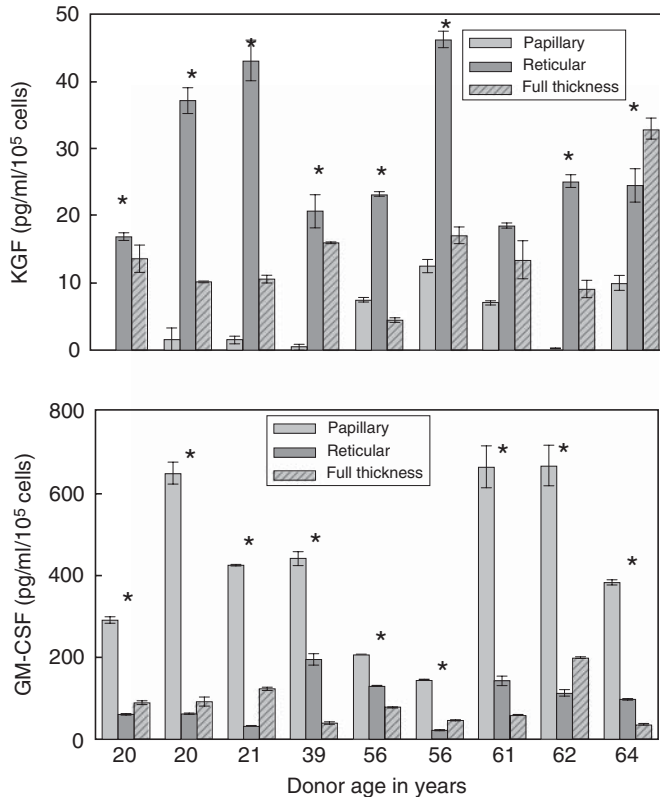 50
40
30
20
10
0
KGF (pg/ml/10⁵ cells)
Papillary
Reticular
Full thickness
* * * * * * * *
800
600
400
200
0
GM-CSF (pg/ml/10⁵ cells)
Papillary
Reticular
Full thickness
* * * * * * * * *
20 20 21 39 56 56 61 62 64
Donor age in years